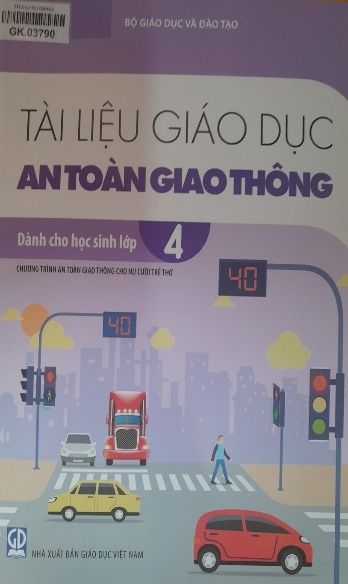 GK.03790
BỘ GIÁO DỤC VÀ ĐÀO TẠO
TÀI LIỆU GIÁO DỤC
AN TOÀN GIAO THÔNG
Dành cho học sinh lớp 4
CHƯƠNG TRÌNH AN TOÀN GIAO THÔNG CHO NỤ CƯỜI TRẺ THƠ
40
40
NHÀ XUẤT BẢN GIÁO DỤC VIỆT NAM